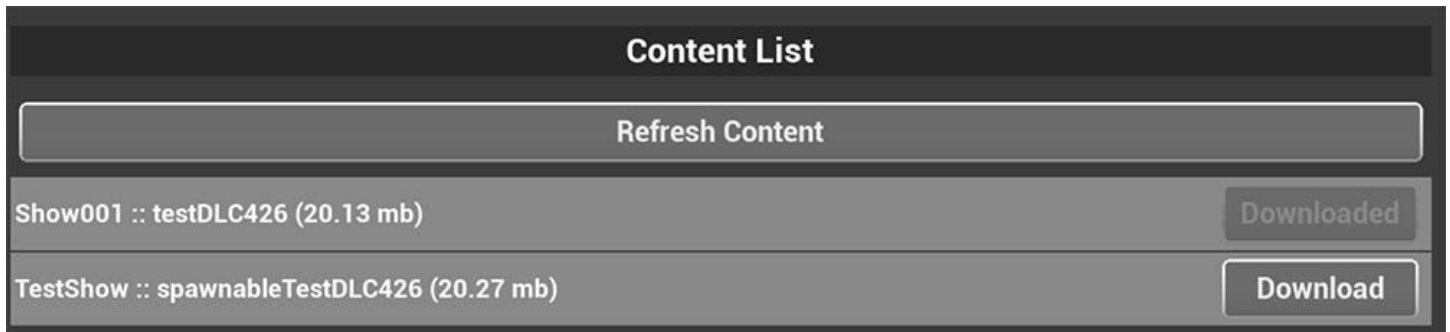 Content List
Refresh Content
Show001 :: testDLC426 (20.13 mb) Downloaded
TestShow :: spawnableTestDLC426 (20.27 mb) Download